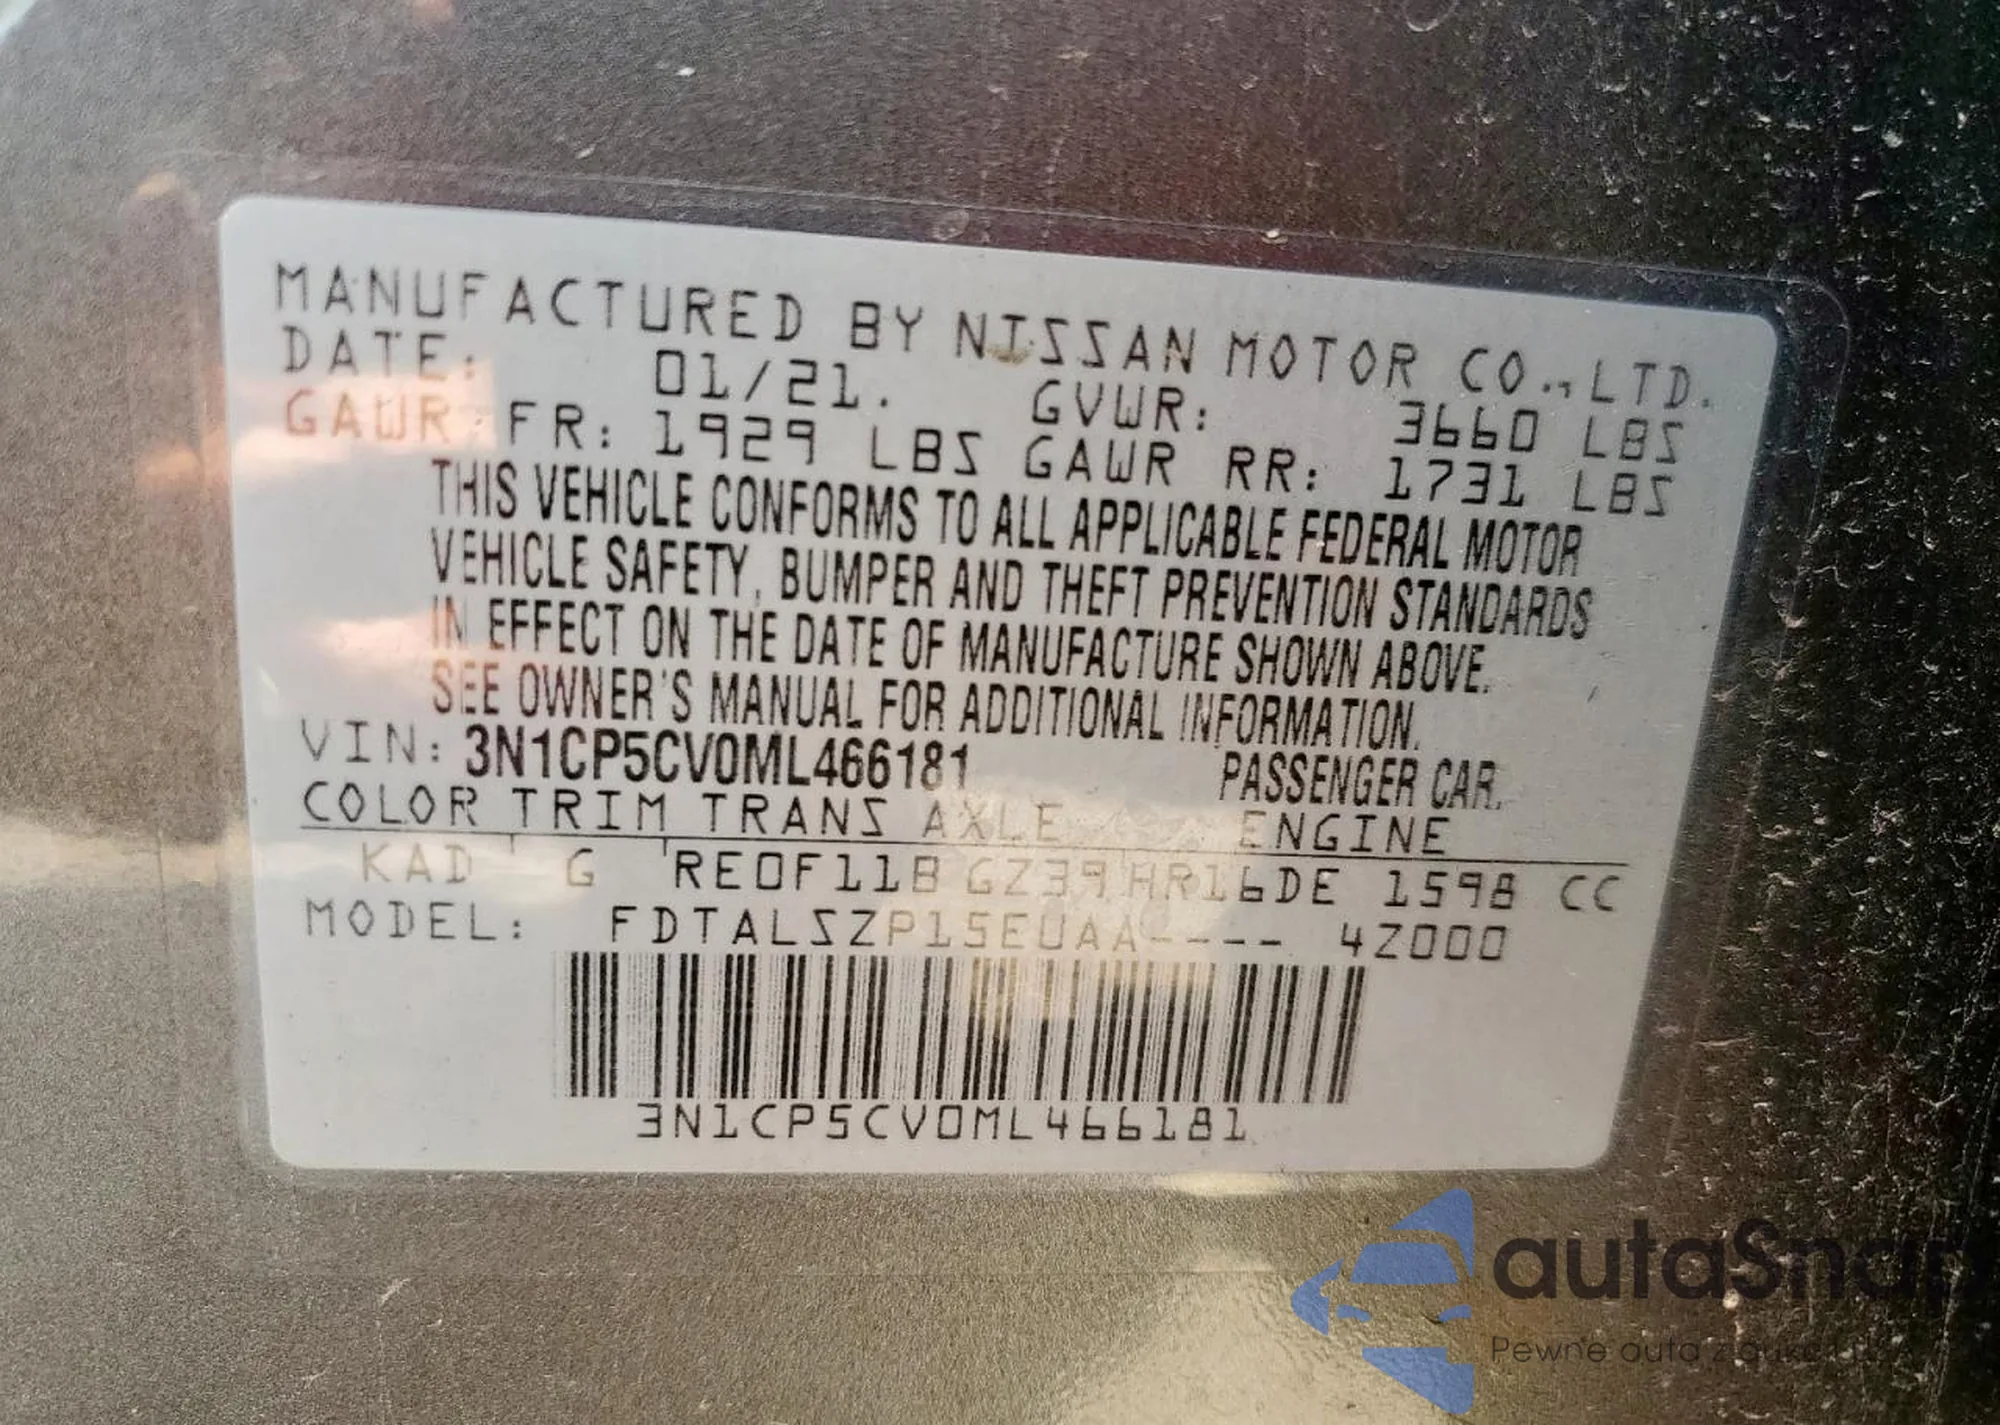 MANUFACTURED BY NISSAN MOTOR CO.,LTD.
DATE: 01/21. GVWR: 3660 LBS
GAWR FR: 1929 LBS GAWR RR: 1731 LBS
THIS VEHICLE CONFORMS TO ALL APPLICABLE FEDERAL MOTOR
VEHICLE SAFETY, BUMPER AND THEFT PREVENTION STANDARDS
IN EFFECT ON THE DATE OF MANUFACTURE SHOWN ABOVE.
SEE OWNER'S MANUAL FOR ADDITIONAL INFORMATION.
VIN: 3N1CP5CV0ML466181 PASSENGER CAR.
COLOR TRIM TRANS AXLE ENGINE
KAD G RE0F11B GZ39 HR16DE 1598 CC
MODEL: FDTALSZP15EUAA---- 4Z000
3N1CP5CV0ML466181
autaSnap
Pewne auta z